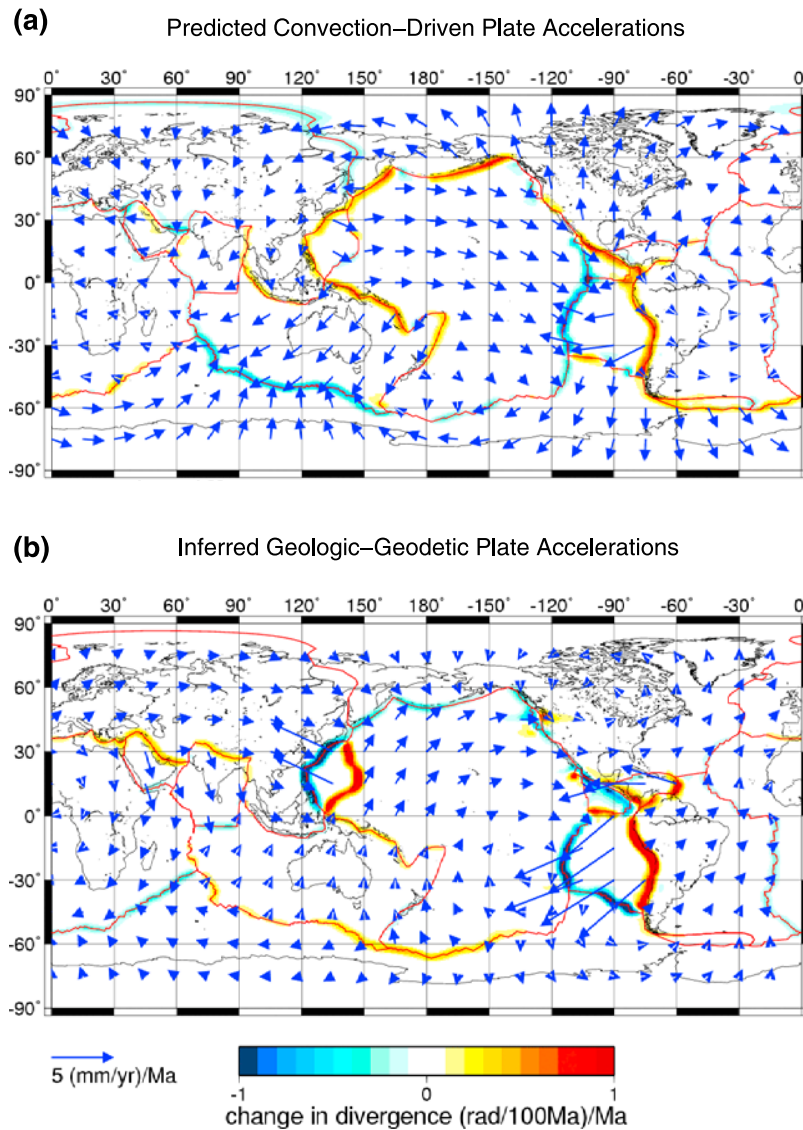 (a)
Predicted Convection–Driven Plate Accelerations
0˚ 30˚ 60˚ 90˚ 120˚ 150˚ 180˚ -150˚ -120˚ -90˚ -60˚ -30˚ 0˚
90˚
60˚
30˚
0˚
-30˚
-60˚
-90˚
(b)
Inferred Geologic–Geodetic Plate Accelerations
0˚ 30˚ 60˚ 90˚ 120˚ 150˚ 180˚ -150˚ -120˚ -90˚ -60˚ -30˚ 0˚
90˚
60˚
30˚
0˚
-30˚
-60˚
-90˚
5 (mm/yr)/Ma
-1 0 1
change in divergence (rad/100Ma)/Ma